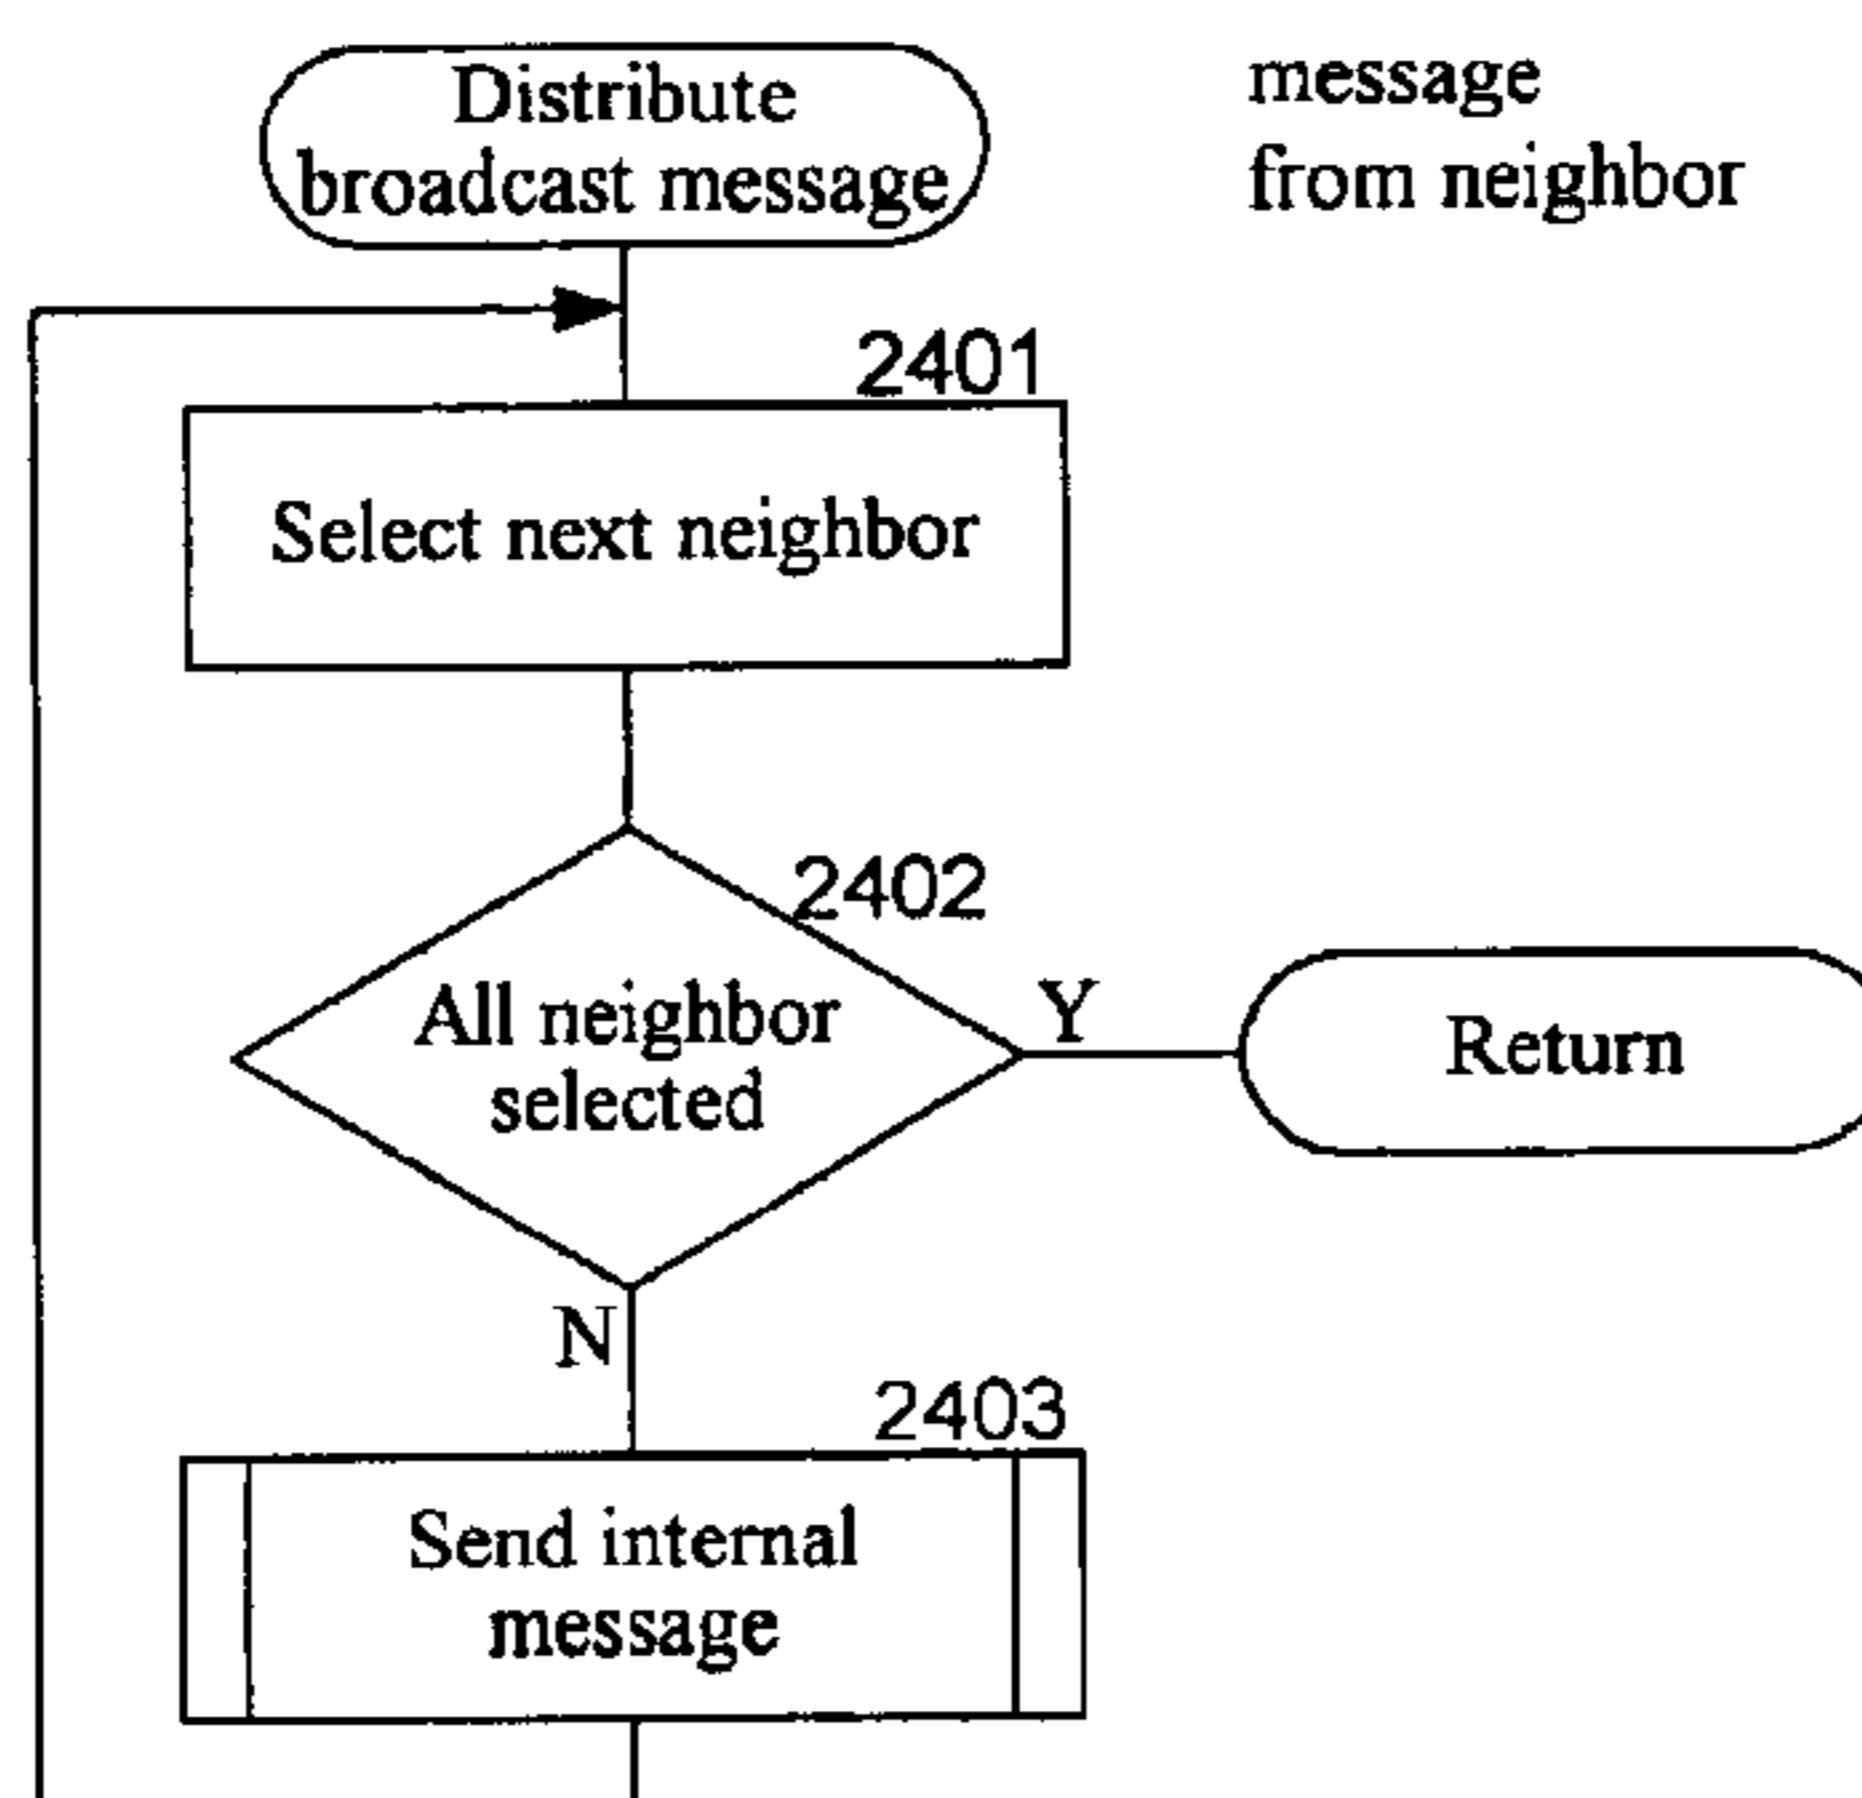 Distribute
broadcast message
message
from neighbor
2401
Select next neighbor
2402
All neighbor
selected
Y
Return
N
2403
Send internal
message